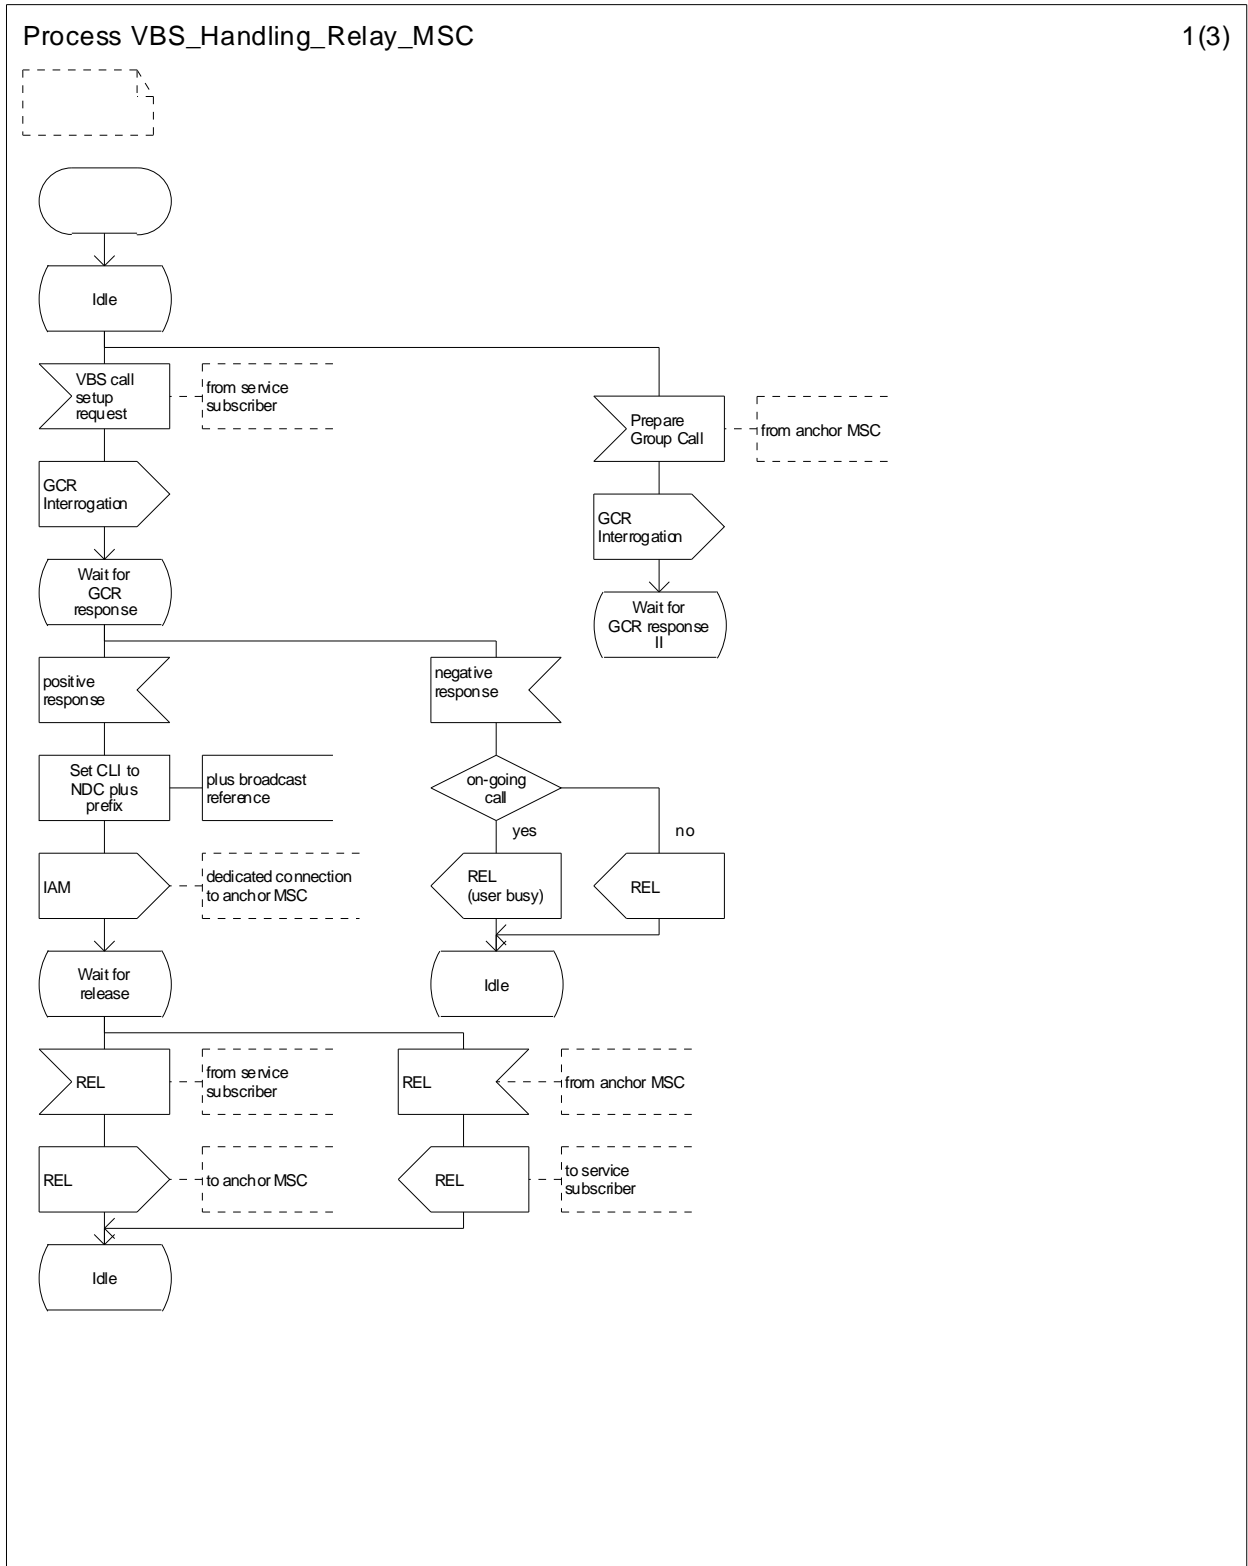 Process VBS_Handling_Relay_MSC
1(3)
Idle
VBS call
setup
request
from service
subscriber
Prepare
Group Call
from anchor MSC
GCR
Interrogation
GCR
Interrogation
Wait for
GCR
response
Wait for
GCR response
II
positive
response
negative
response
Set CLI to
NDC plus
prefix
plus broadcast
reference
on-going
call
yes
no
IAM
dedicated connection
to anchor MSC
REL
(user busy)
REL
Wait for
release
Idle
REL
from service
subscriber
REL
from anchor MSC
REL
to anchor MSC
REL
to service
subscriber
Idle